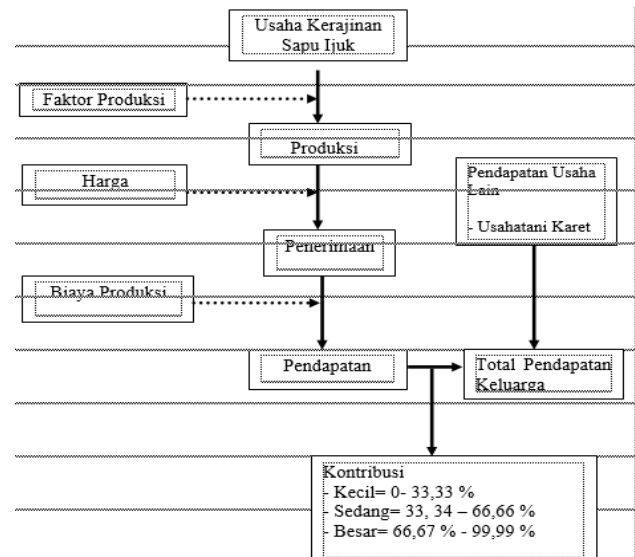 Usaha Kerajinan
Sapu Ijuk
Faktor Produksi
Produksi
Harga
Pendapatan Usaha
Lain
- Usahatani Karet
Penerimaan
Biaya Produksi
Pendapatan
Total Pendapatan
Keluarga
Kontribusi
- Kecil= 0- 33,33 %
- Sedang= 33, 34 – 66,66 %
- Besar= 66,67 % - 99,99 %